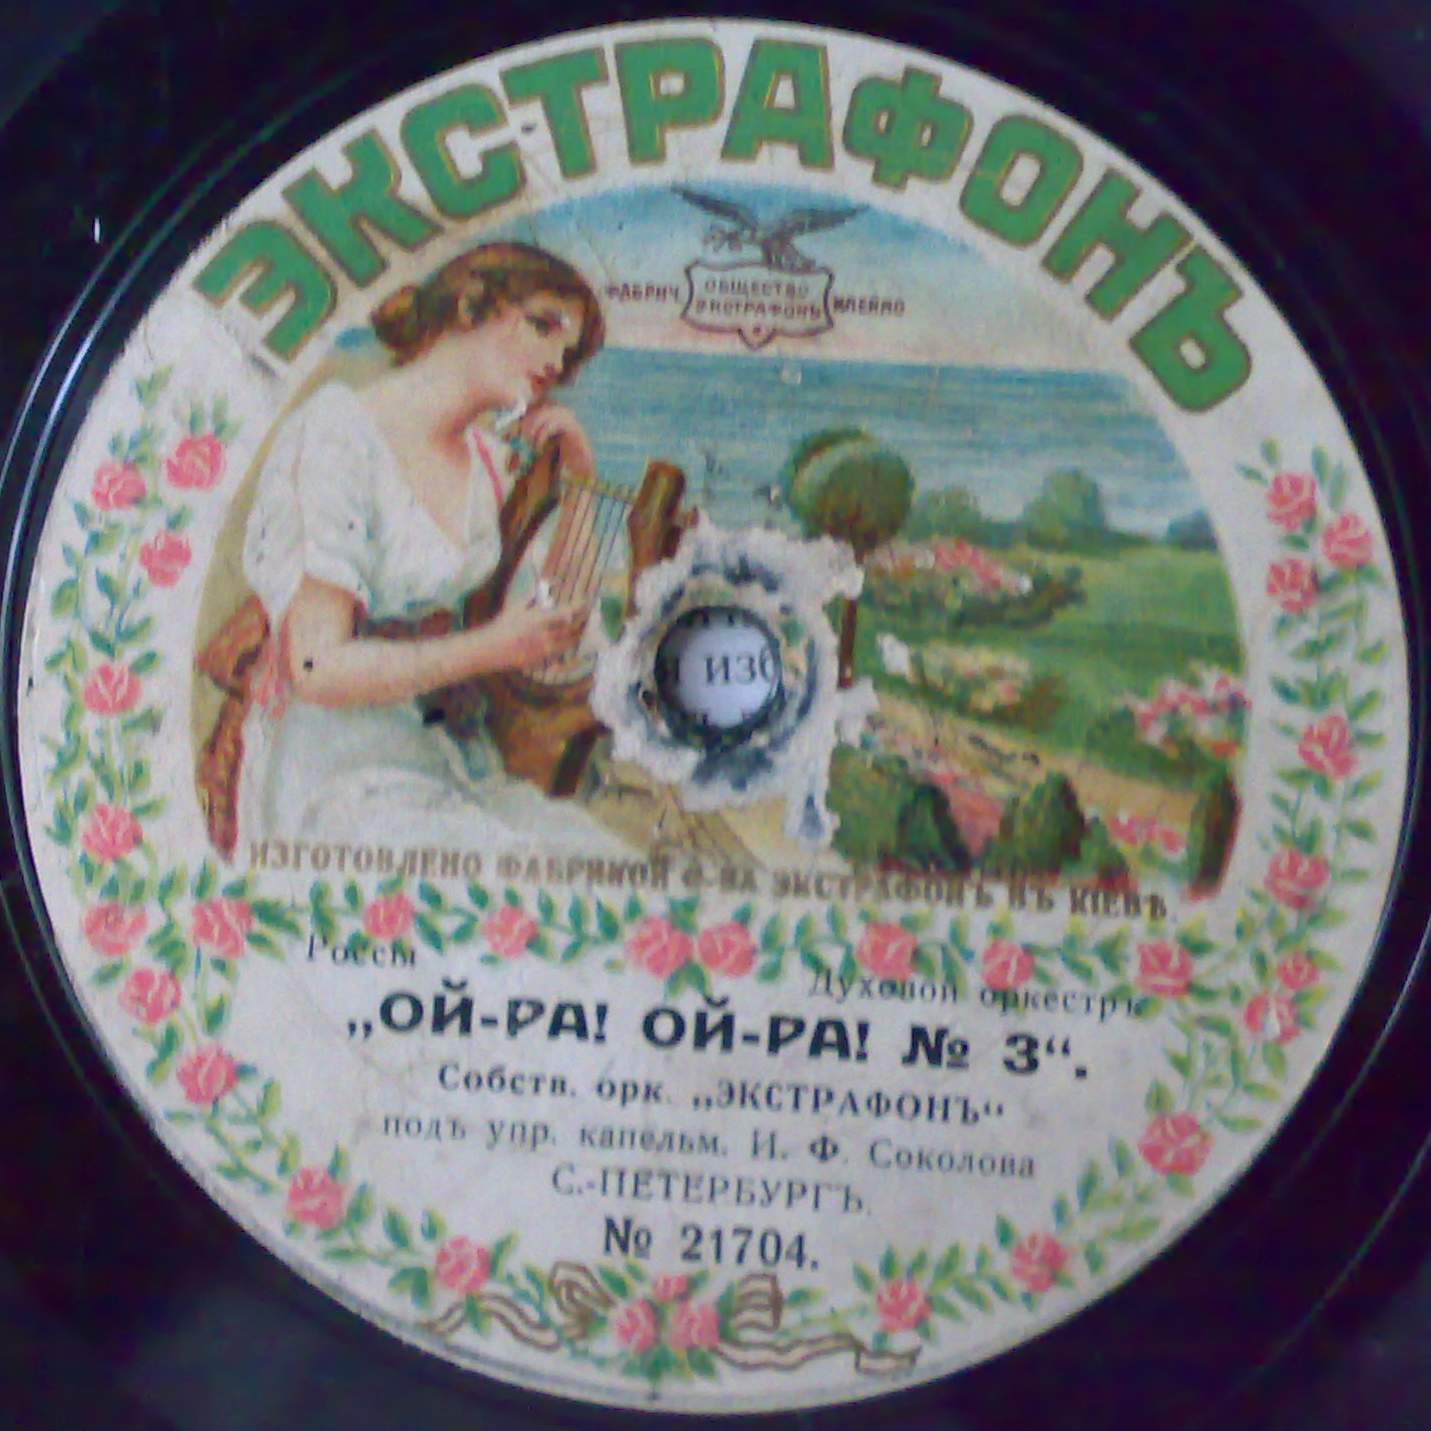 ЭКСТРАФОНЪ
ФАБРИЧ. ОБЩЕСТВО КЛЕЙМО
ЭКСТРАФОНЪ
ИЗГОТОВЛЕНО ФАБРИКОЙ О-ВА ЭКСТРАФОНЪ ВЪ КІЕВѢ.
Духовой оркестръ
„ОЙ-РА! ОЙ-РА! № 3“.
Собств. орк. „ЭКСТРАФОНЪ“
подъ упр. капельм. И. Ф. Соколова
С.-ПЕТЕРБУРГЪ.
№ 21704.